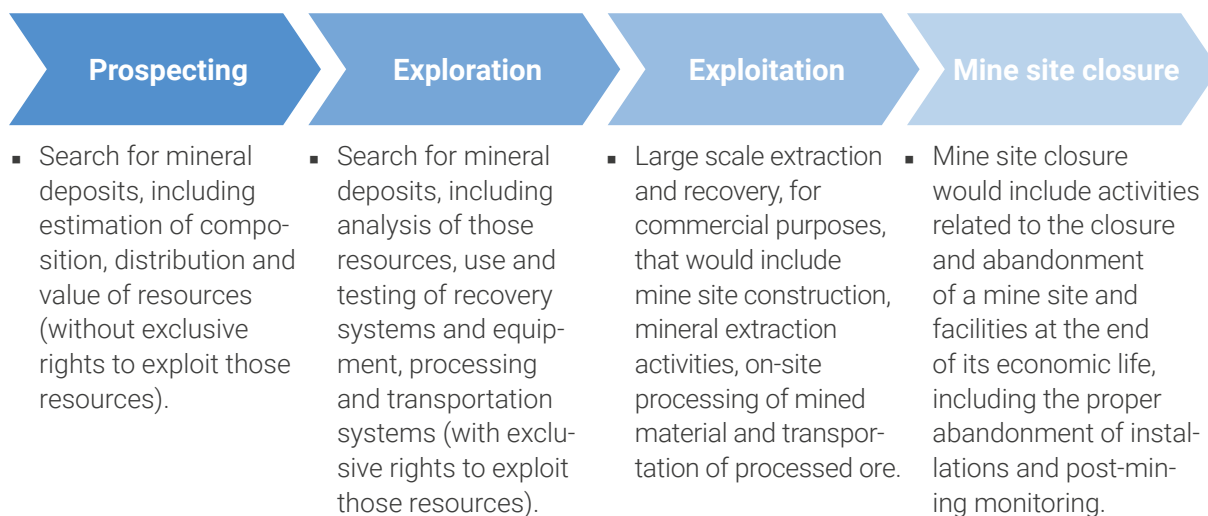 Prospecting
Exploration
Exploitation
Mine site closure
▪ Search for mineral
deposits, including
estimation of compo-
sition, distribution and
value of resources
(without exclusive
rights to exploit those
resources).
▪ Search for mineral
deposits, including
analysis of those
resources, use and
testing of recovery
systems and equip-
ment, processing
and transportation
systems (with exclu-
sive rights to exploit
those resources).
▪ Large scale extraction
and recovery, for
commercial purposes,
that would include
mine site construction,
mineral extraction
activities, on-site
processing of mined
material and transpor-
tation of processed ore.
▪ Mine site closure
would include activities
related to the closure
and abandonment
of a mine site and
facilities at the end
of its economic life,
including the proper
abandonment of instal-
lations and post-min-
ing monitoring.